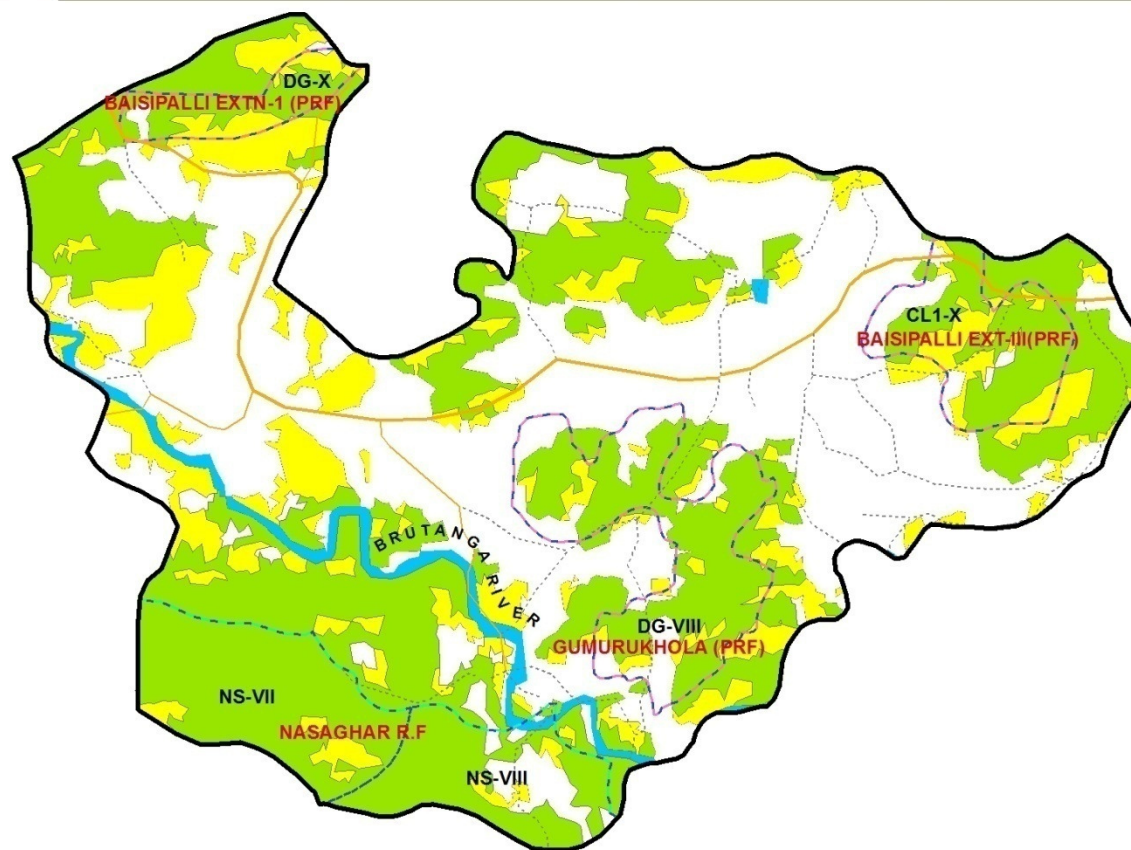 DG-X
BAISIPALLI EXTN-1 (PRF)
CL1-X
BAISIPALLI EXT-III(PRF)
BRUTANGA RIVER
DG-VIII
GUMURUKHOLA (PRF)
NS-VII
NASAGHAR R.F
NS-VIII